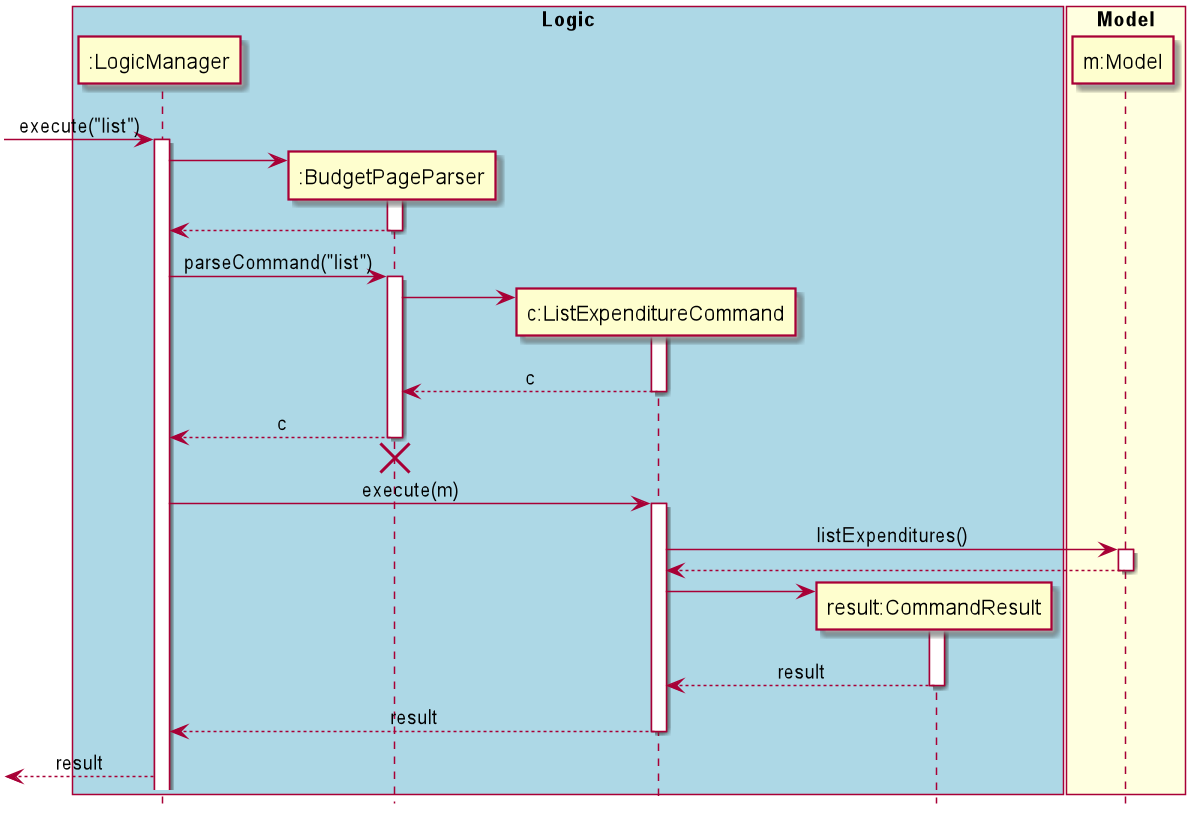 Logic
Model
:LogicManager
m:Model
execute("list")
:BudgetPageParser
parseCommand("list")
c:ListExpenditureCommand
c
c
execute(m)
listExpenditures()
result:CommandResult
result
result
result